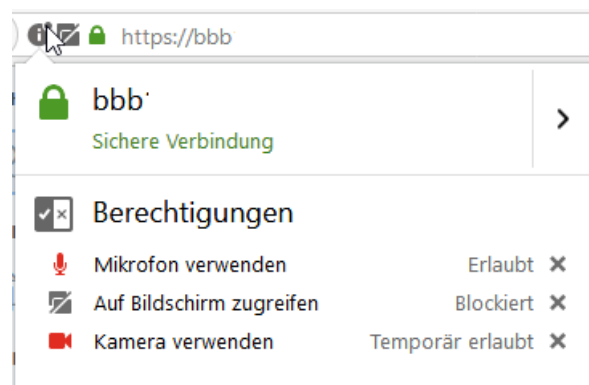 https://bbb
bbb
Sichere Verbindung
Berechtigungen
Mikrofon verwenden Erlaubt
Auf Bildschirm zugreifen Blockiert
Kamera verwenden Temporär erlaubt